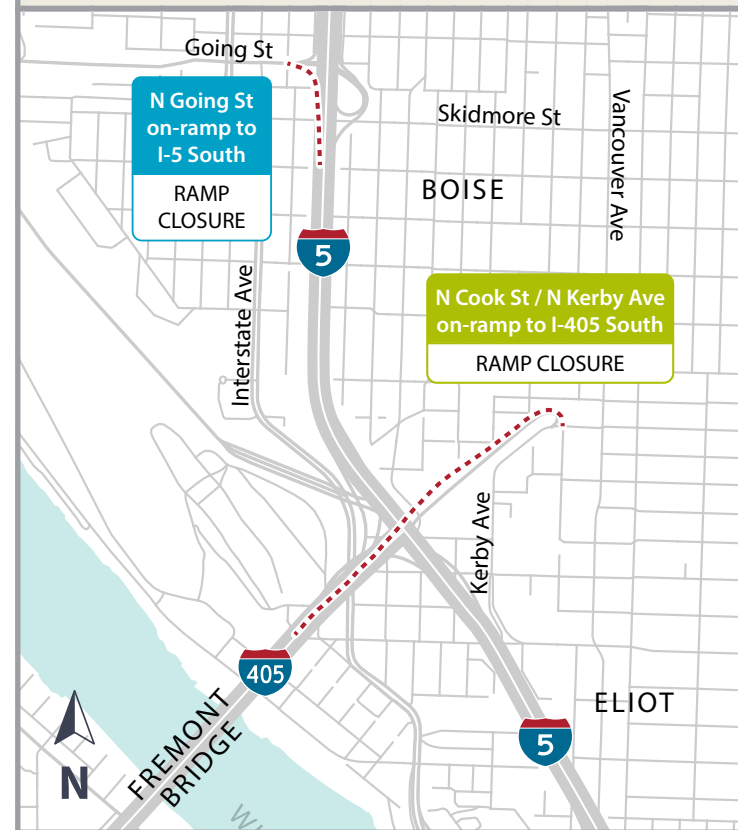 Going St
N Going St
on-ramp to
I-5 South
RAMP
CLOSURE
Skidmore St
Vancouver Ave
BOISE
5
Interstate Ave
N Cook St / N Kerby Ave
on-ramp to I-405 South
RAMP CLOSURE
Kerby Ave
405
FREMONT
BRIDGE
ELIOT
5
N